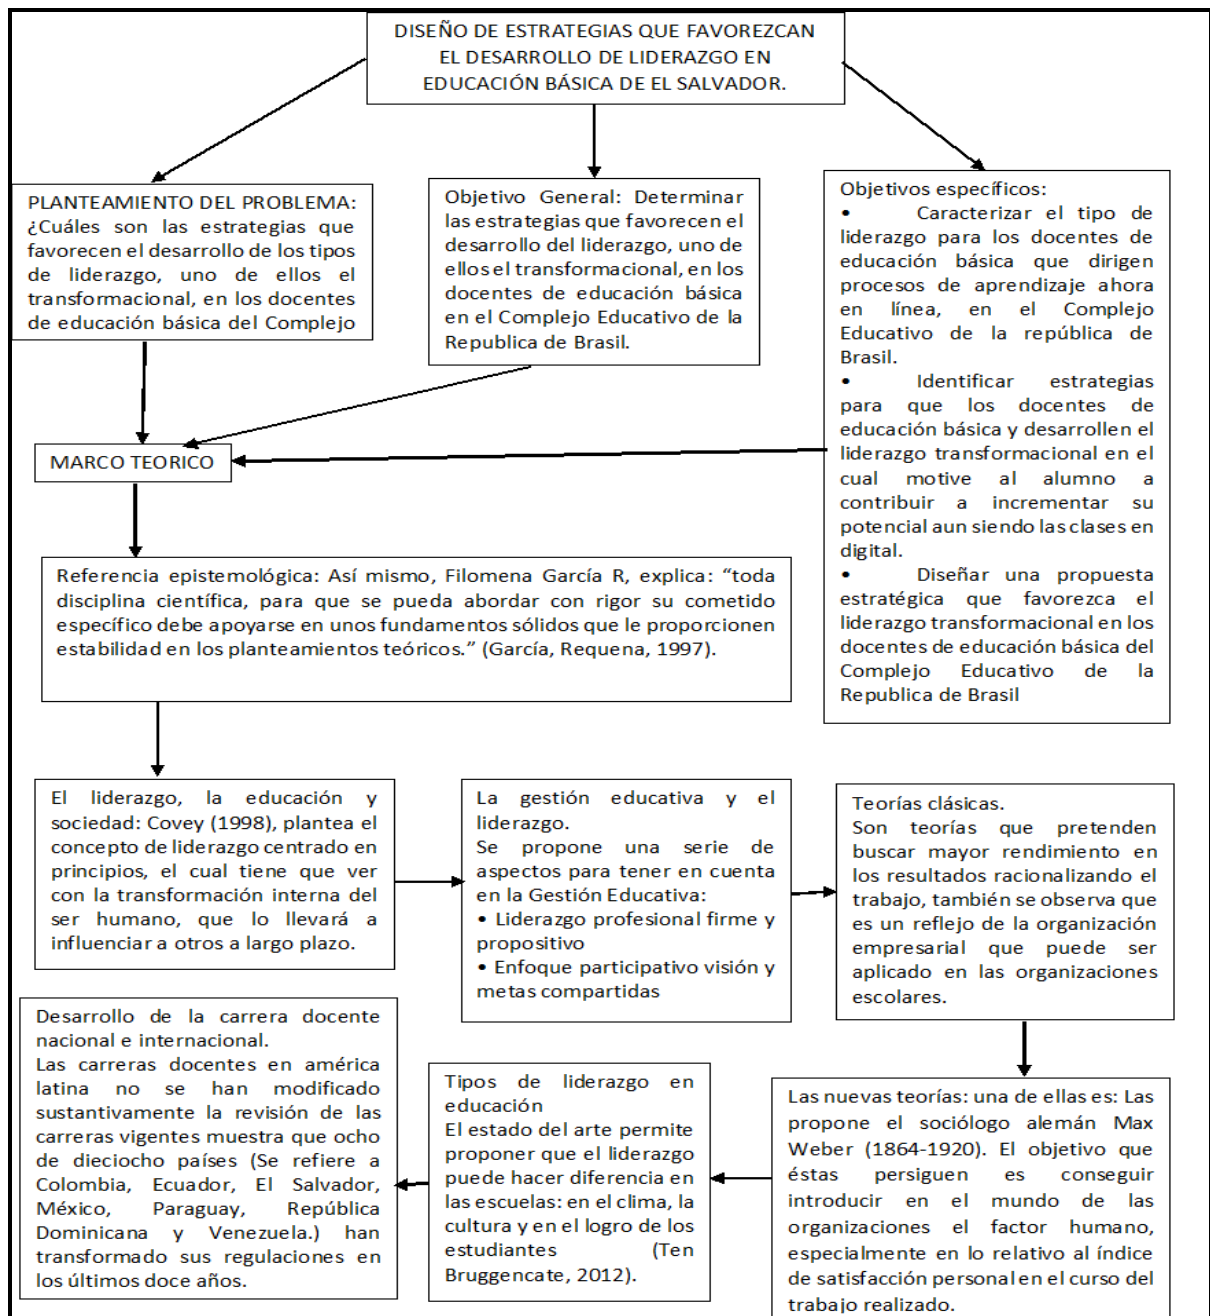 DISEÑO DE ESTRATEGIAS QUE FAVOREZCAN
EL DESARROLLO DE LIDERAZGO EN
EDUCACIÓN BÁSICA DE EL SALVADOR.
PLANTEAMIENTO DEL PROBLEMA:
¿Cuáles son las estrategias que
favorecen el desarrollo de los tipos
de liderazgo, uno de ellos el
transformacional, en los docentes
de educación básica del Complejo
Objetivo General: Determinar
las estrategias que favorecen el
desarrollo del liderazgo, uno de
ellos el transformacional, en los
docentes de educación básica
en el Complejo Educativo de la
Republica de Brasil.
Objetivos específicos:
• Caracterizar el tipo de
liderazgo para los docentes de
educación básica que dirigen
procesos de aprendizaje ahora
en línea, en el Complejo
Educativo de la república de
Brasil.
• Identificar estrategias
para que los docentes de
educación básica y desarrollen el
liderazgo transformacional en el
cual motive al alumno a
contribuir a incrementar su
potencial aun siendo las clases en
digital.
• Diseñar una propuesta
estratégica que favorezca el
liderazgo transformacional en los
docentes de educación básica del
Complejo Educativo de la
Republica de Brasil
MARCO TEORICO
Referencia epistemológica: Así mismo, Filomena García R, explica: “toda
disciplina científica, para que se pueda abordar con rigor su cometido
específico debe apoyarse en unos fundamentos sólidos que le proporcionen
estabilidad en los planteamientos teóricos.” (García, Requena, 1997).
El liderazgo, la educación y
sociedad: Covey (1998), plantea el
concepto de liderazgo centrado en
principios, el cual tiene que ver
con la transformación interna del
ser humano, que lo llevará a
influenciar a otros a largo plazo.
La gestión educativa y el
liderazgo.
Se propone una serie de
aspectos para tener en cuenta
en la Gestión Educativa:
• Liderazgo profesional firme y
propositivo
• Enfoque participativo visión y
metas compartidas
Teorías clásicas.
Son teorías que pretenden
buscar mayor rendimiento en
los resultados racionalizando el
trabajo, también se observa que
es un reflejo de la organización
empresarial que puede ser
aplicado en las organizaciones
escolares.
Las nuevas teorías: una de ellas es: Las
propone el sociólogo alemán Max
Weber (1864-1920). El objetivo que
éstas persiguen es conseguir
introducir en el mundo de las
organizaciones el factor humano,
especialmente en lo relativo al índice
de satisfacción personal en el curso del
trabajo realizado.
Tipos de liderazgo en
educación
El estado del arte permite
proponer que el liderazgo
puede hacer diferencia en
las escuelas: en el clima, la
cultura y en el logro de los
estudiantes (Ten
Bruggencate, 2012).
Desarrollo de la carrera docente
nacional e internacional.
Las carreras docentes en américa
latina no se han modificado
sustantivamente la revisión de las
carreras vigentes muestra que ocho
de dieciocho países (Se refiere a
Colombia, Ecuador, El Salvador,
México, Paraguay, República
Dominicana y Venezuela.) han
transformado sus regulaciones en
los últimos doce años.